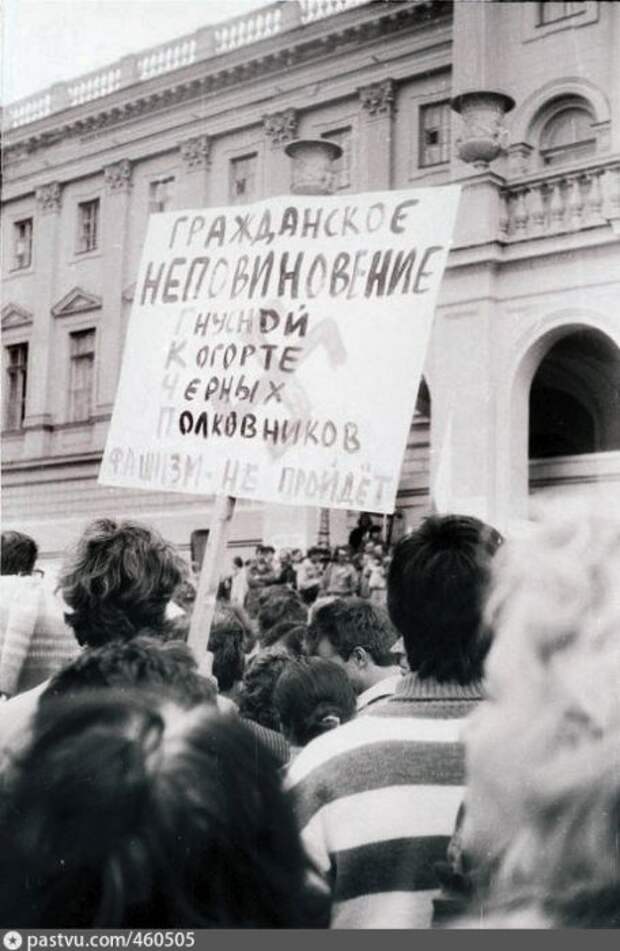 ГРАЖДАНСКОЕ
НЕПОВИНОВЕНИЕ
ГНУСНОЙ
КОГОРТЕ
ЧЕРНЫХ
ПОЛКОВНИКОВ
ФАШИЗМ - НЕ ПРОЙДЁТ
pastvu.com/460505